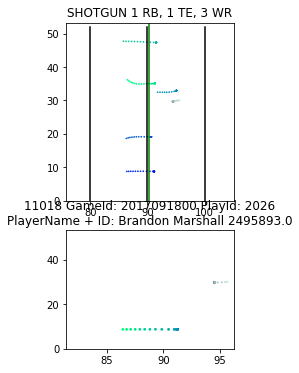 SHOTGUN 1 RB, 1 TE, 3 WR
50
40
30
20
10
0
80 90 100
11018 GameId: 2017091800 PlayId: 2026
PlayerName + ID: Brandon Marshall 2495893.0
40
20
0
85 90 95